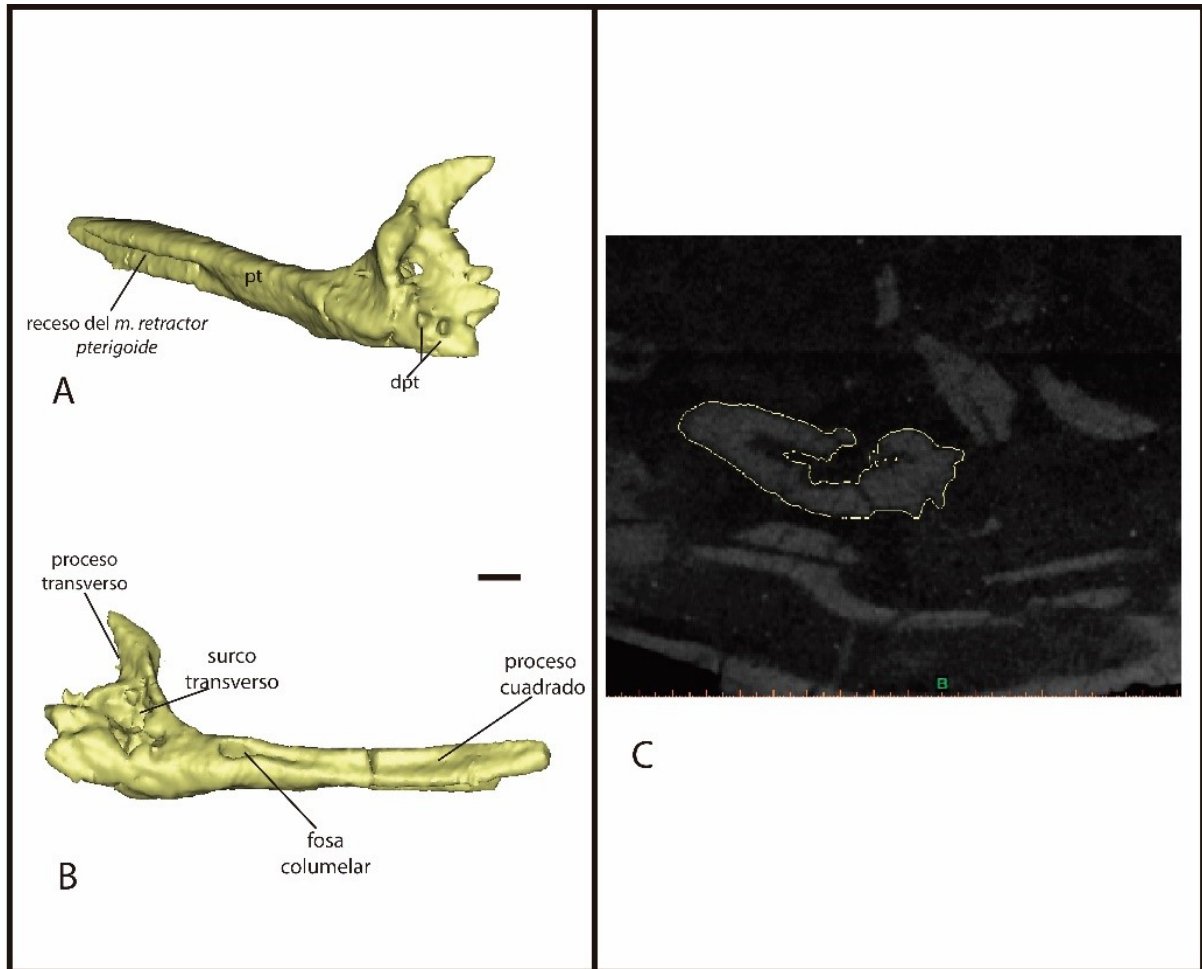 pt
receso del m. retractor
pterigoide
dpt
A
proceso
transverso
surco
transverso
proceso
cuadrado
fosa
columelar
B
B
C